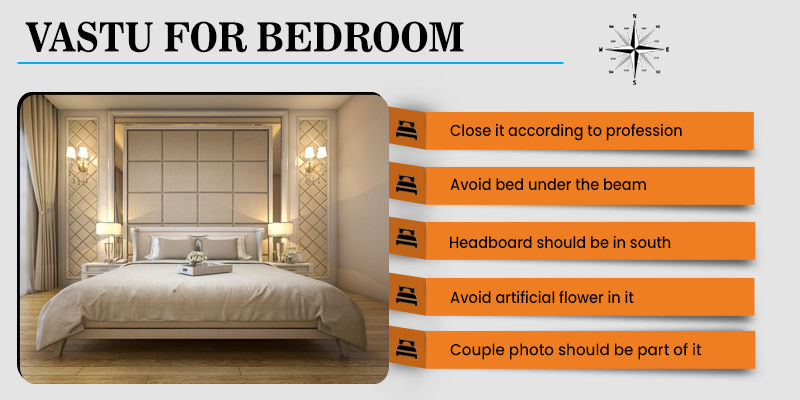 VASTU FOR BEDROOM
N
W
E
S
Close it according to profession
Avoid bed under the beam
Headboard should be in south
Avoid artificial flower in it
Couple photo should be part of it